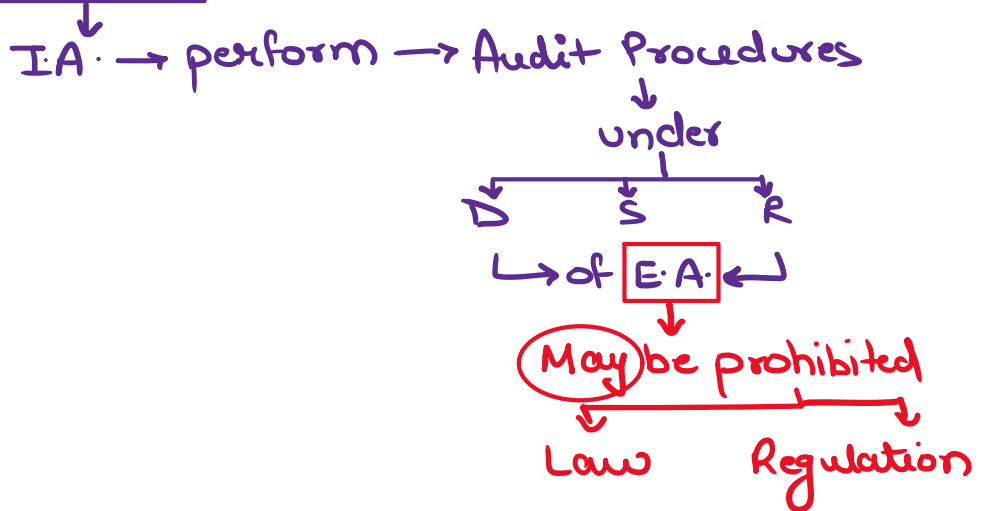 I.A. → perform → Audit Procedures
under
D S R
of E.A.
May be prohibited
Law Regulation